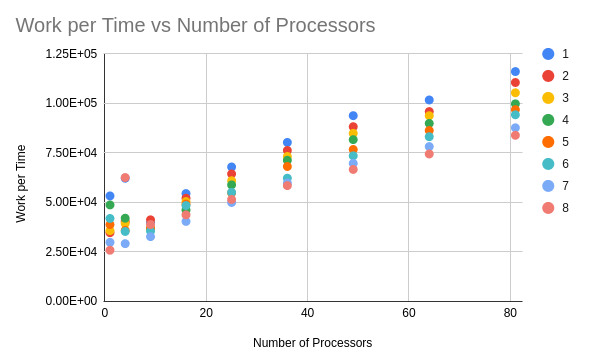 Work per Time vs Number of Processors
1.25E+05
1.00E+05
7.50E+04
5.00E+04
2.50E+04
0.00E+00
Work per Time
0 20 40 60 80
Number of Processors
1
2
3
4
5
6
7
8